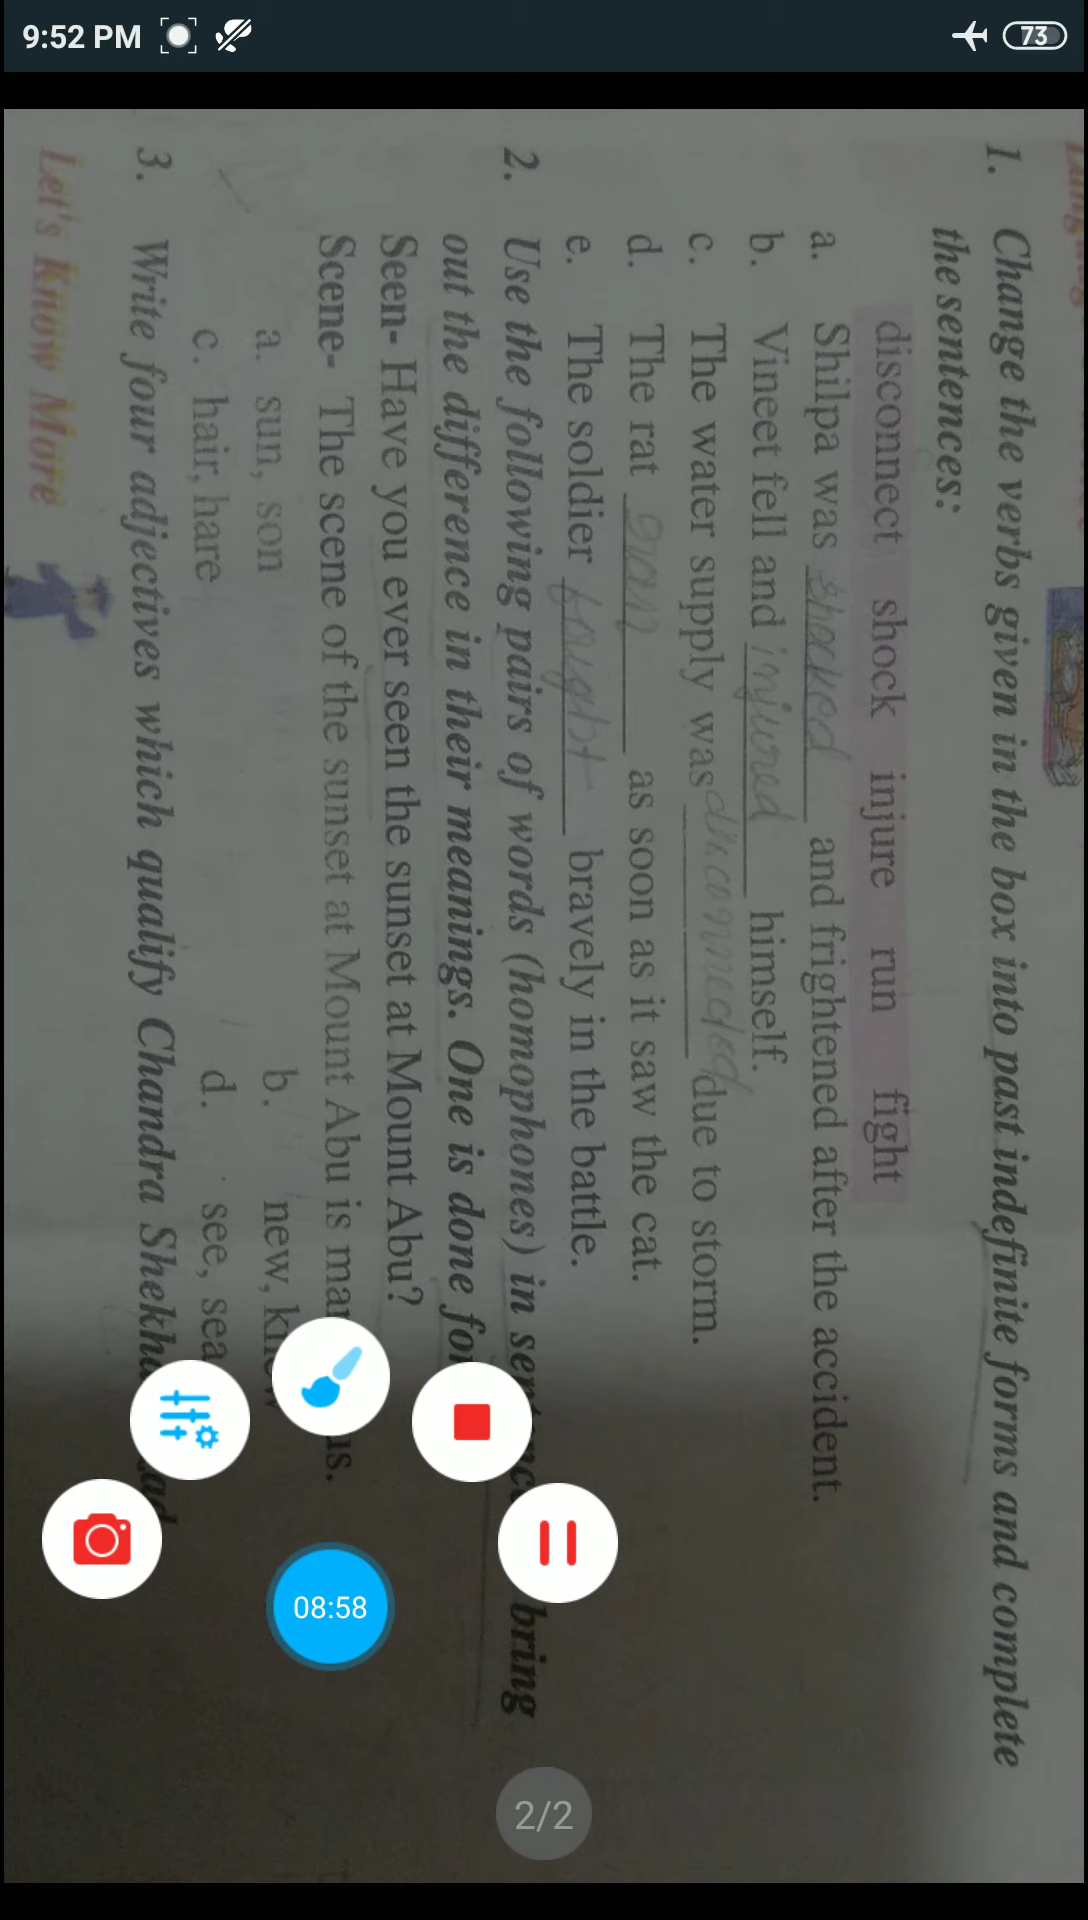 9:52 PM
73
1. Change the verbs given in the box into past indefinite forms and complete
the sentences:
disconnect shock injure run fight
a. Shilpa was shocked and frightened after the accident.
b. Vineet fell and injured himself.
c. The water supply was disconnected due to storm.
d. The rat as soon as it saw the cat.
e. The soldier fought bravely in the battle.
2. Use the following pairs of words (homophones) in bring
out the difference in their meanings. One is done for
Seen- Have you ever seen the sunset at Mount Abu?
Scene- The scene of the sunset at Mount Abu is
a. sun, son b. new,
c. hair, hare d. see, sea
3. Write four adjectives which qualify Chandra
Let's Know More
08:58
2/2